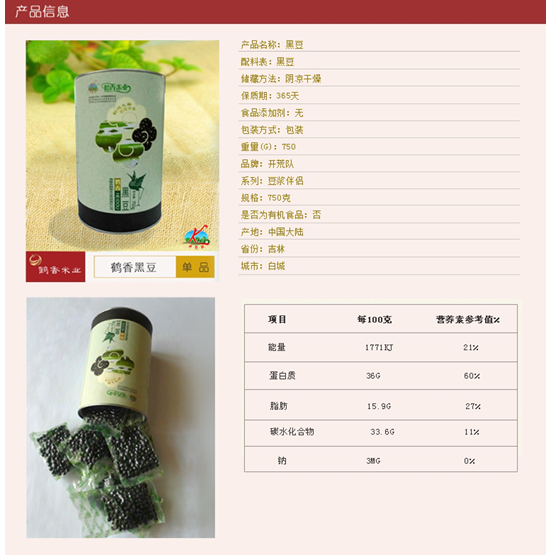 产品信息
产品名称: 黑豆
配料表: 黑豆
储藏方法: 阴凉干燥
保质期: 365天
食品添加剂: 无
包装方式: 包装
重量(G): 750
品牌: 开荒队
系列: 豆浆伴侣
规格: 750克
是否为有机食品: 否
产地: 中国大陆
省份: 吉林
城市: 白城
黑豆
鹤香米业
鹤香黑豆
单 品
项目 每100克 营养素参考值%
能量 1771KJ 21%
蛋白质 36G 60%
脂肪 15.9G 27%
碳水化合物 33.6G 11%
钠 3MG 0%